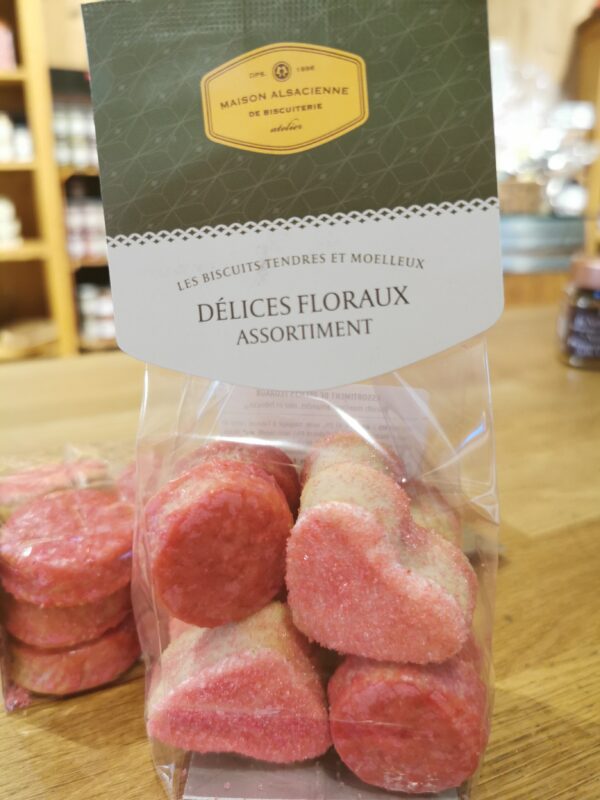 DPS. 1996
MAISON ALSACIENNE
DE BISCUITERIE
atelier
LES BISCUITS TENDRES ET MOELLEUX
DÉLICES FLORAUX
ASSORTIMENT